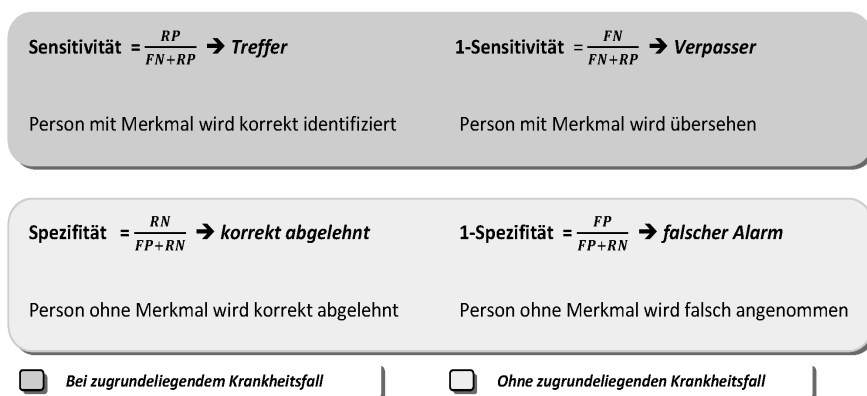 Sensitivität = RP/FN+RP ➔ Treffer
1-Sensitivität = FN/FN+RP ➔ Verpasser
Person mit Merkmal wird korrekt identifiziert
Person mit Merkmal wird übersehen
Spezifität = RN/FP+RN ➔ korrekt abgelehnt
1-Spezifität = FP/FP+RN ➔ falscher Alarm
Person ohne Merkmal wird korrekt abgelehnt
Person ohne Merkmal wird falsch angenommen
Bei zugrundeliegendem Krankheitsfall
Ohne zugrundeliegenden Krankheitsfall